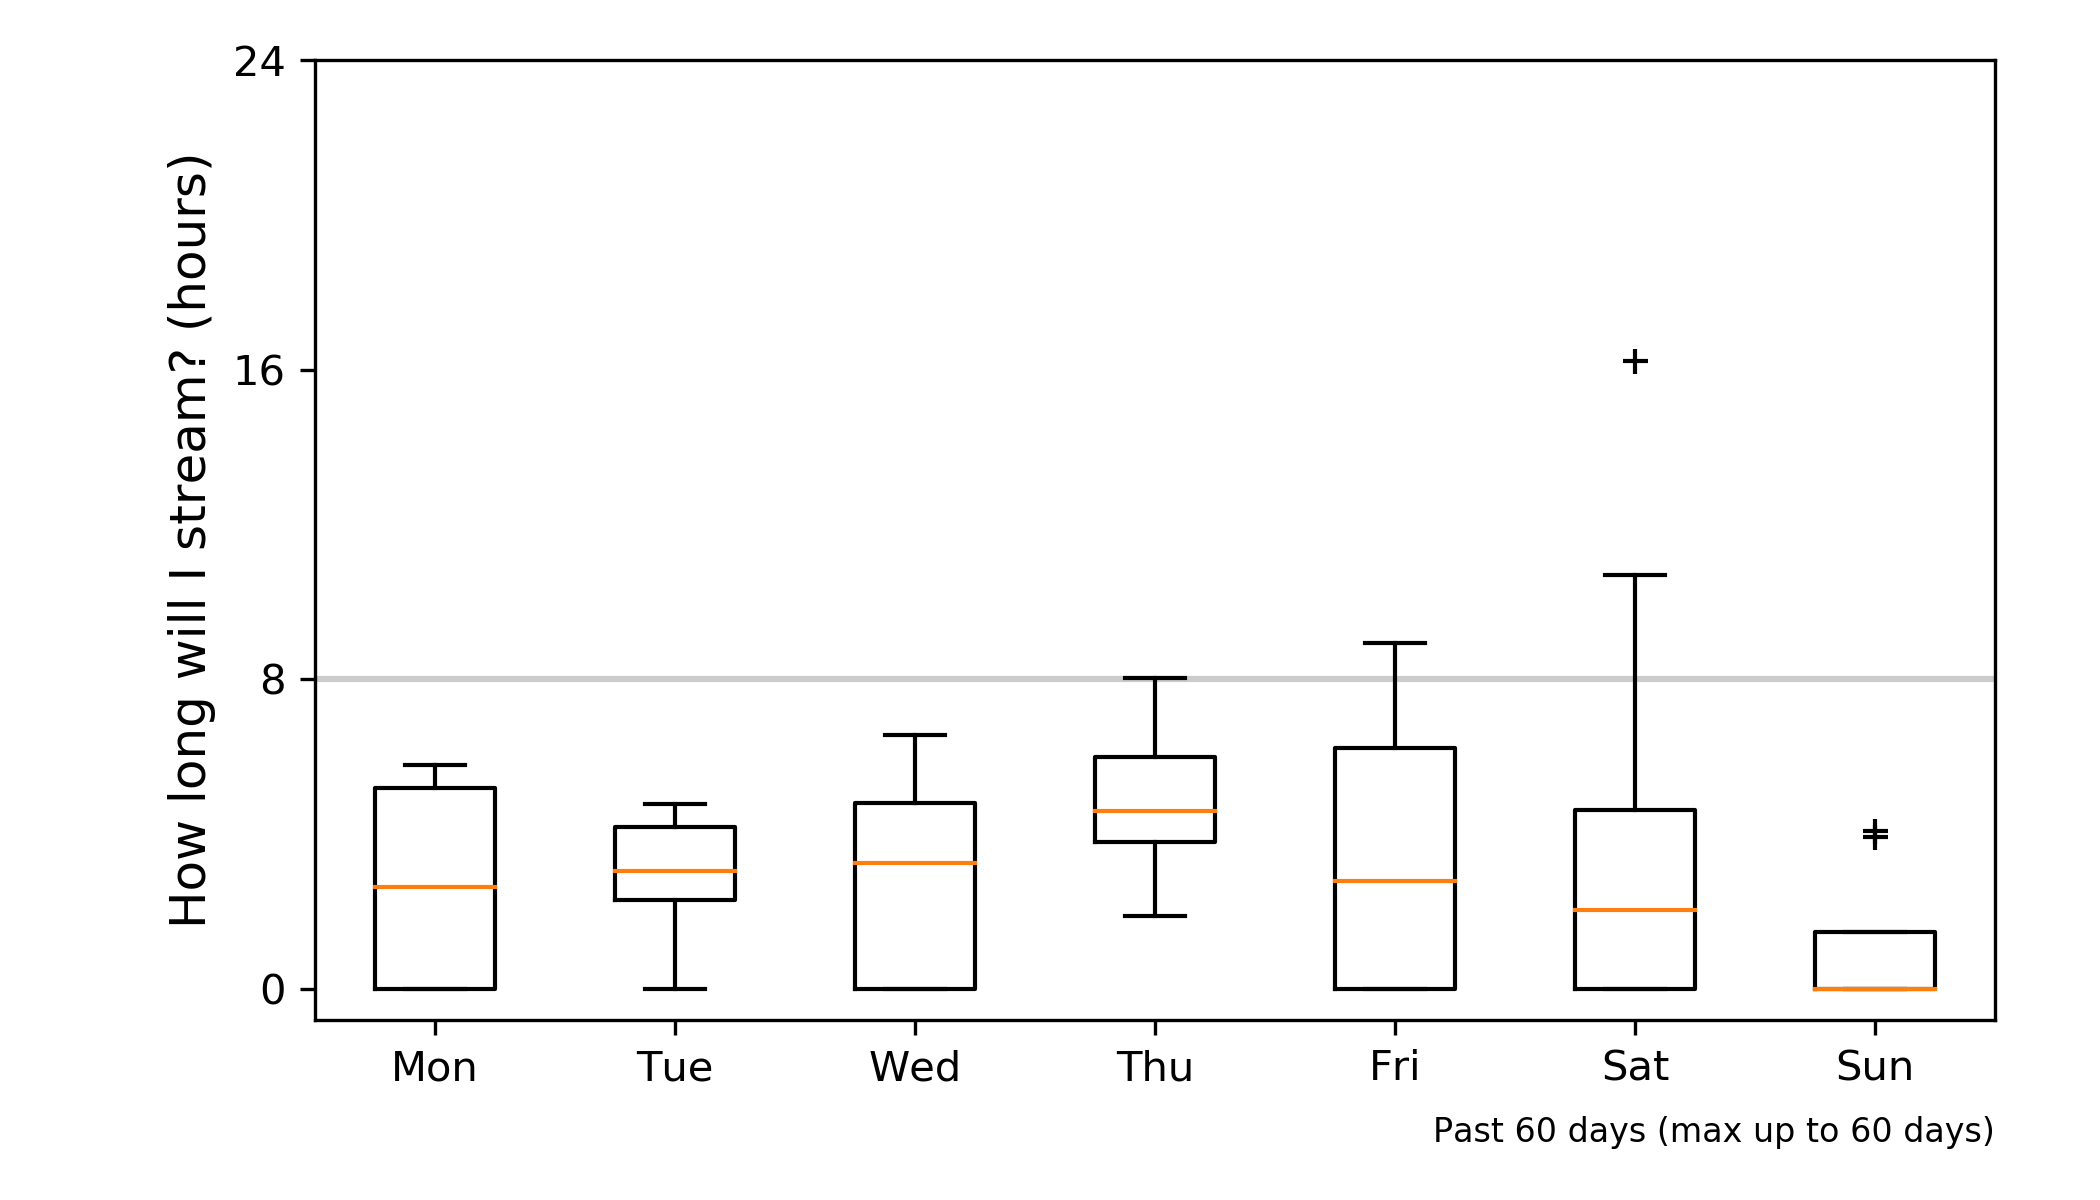 How long will I stream? (hours)
24
16
8
0
Mon Tue Wed Thu Fri Sat Sun
Past 60 days (max up to 60 days)